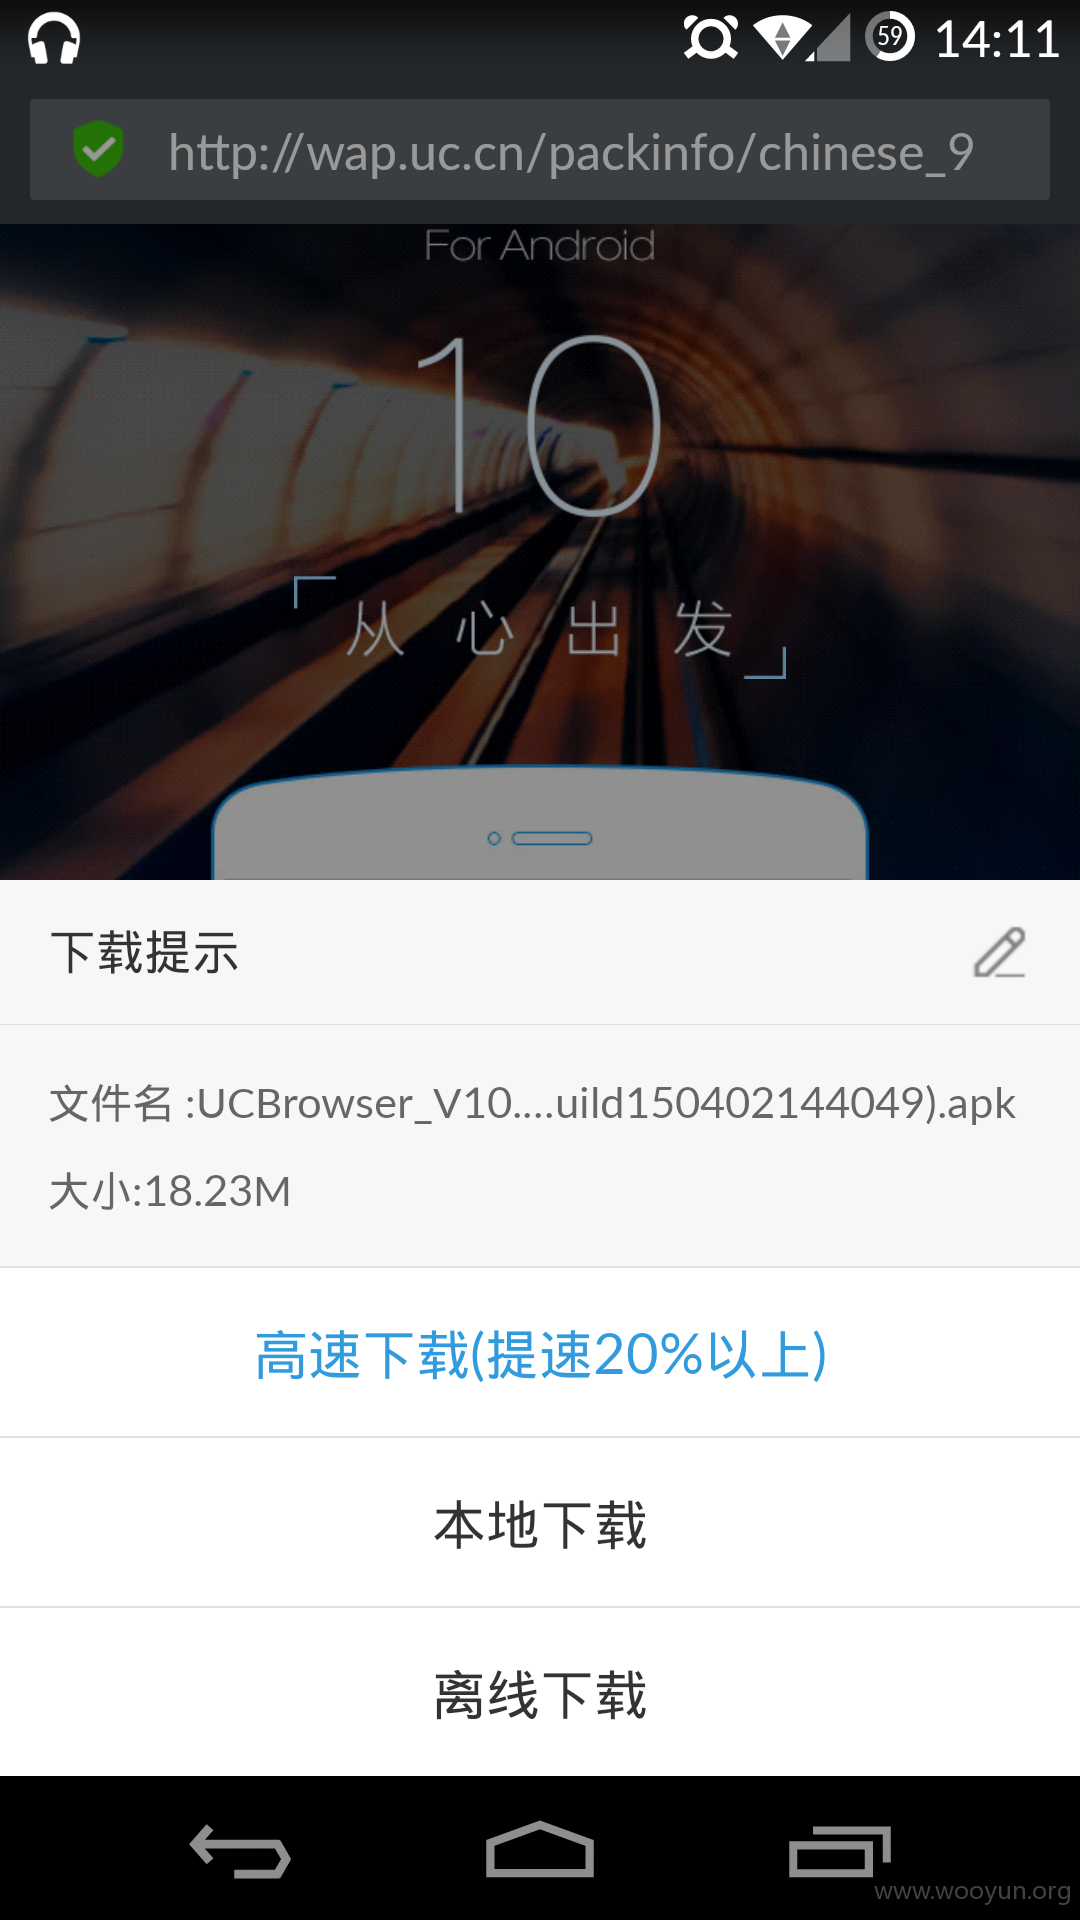 59 14:11
http://wap.uc.cn/packinfo/chinese_9
For Android
10
「从心出发」
下载提示
文件名 :UCBrowser_V10....uild150402144049).apk
大小:18.23M
高速下载(提速20%以上)
本地下载
离线下载
www.wooyun.org